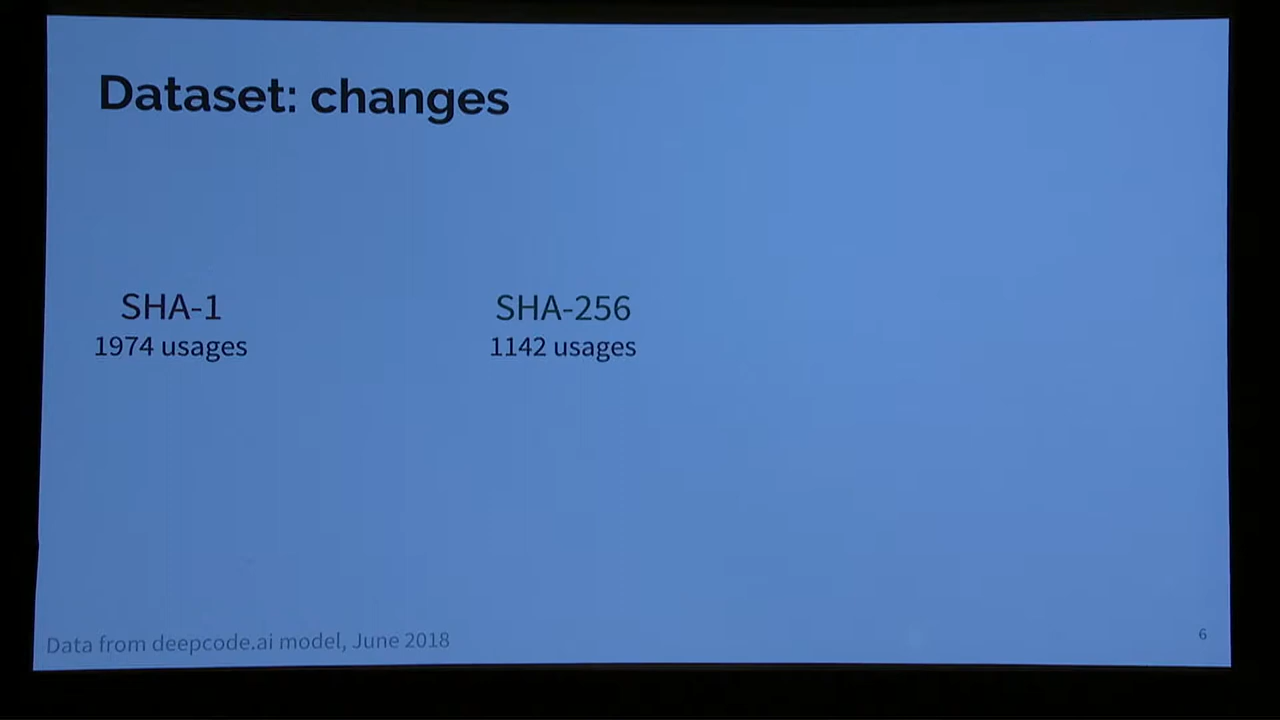 Dataset: changes
SHA-1
1974 usages
SHA-256
1142 usages
Data from deepcode.ai model, June 2018
6